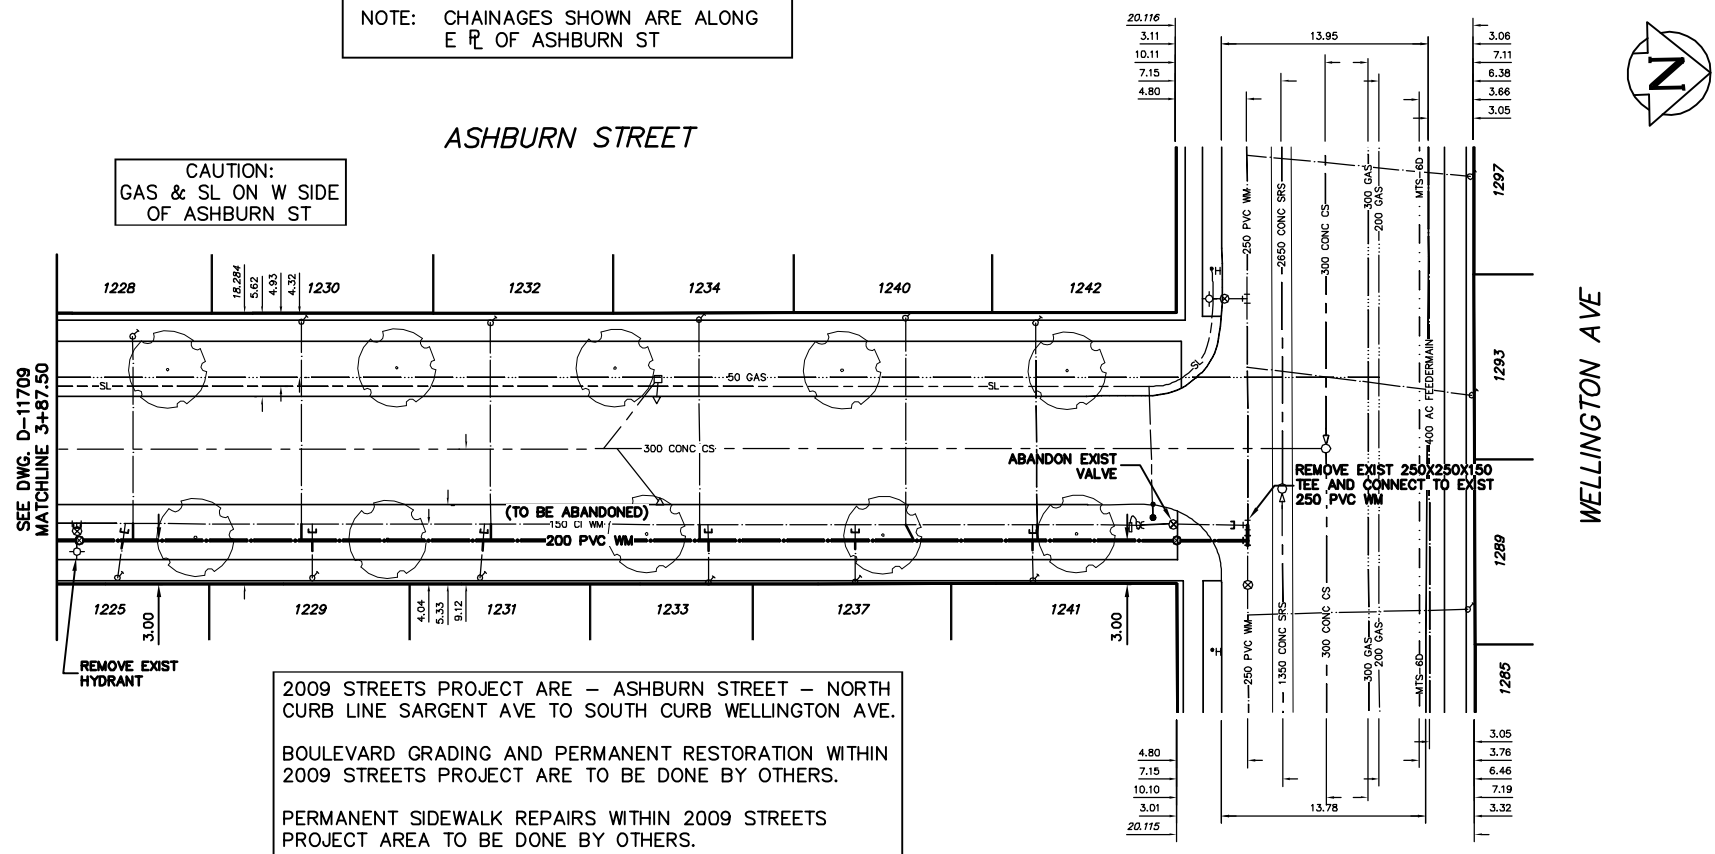 NOTE: CHAINAGES SHOWN ARE ALONG
E PL OF ASHBURN ST
ASHBURN STREET
CAUTION:
GAS & SL ON W SIDE
OF ASHBURN ST
20.116
3.11
10.11
7.15
4.80
13.95
3.06
7.11
6.38
3.66
3.05
N
1228
18.284
5.62
4.93
4.32
1230
1232
1234
1240
1242
H
250 PVC WM
2650 CONC SRS
300 CONC CS
300 GAS
200 GAS
MTS-6D
1297
1293
1289
1285
WELLINGTON AVE
SEE DWG. D-11709
MATCHLINE 3+87.50
SL
50 GAS
SL
SL
400 AC FEEDERMAIN
300 CONC CS
ABANDON EXIST
VALVE
REMOVE EXIST 250X250X150
TEE AND CONNECT TO EXIST
250 PVC WM
(TO BE ABANDONED)
150 CI WM
200 PVC WM
1225
1229
1231
1233
1237
1241
3.00
4.04
5.33
9.12
3.00
H
250 PVC WM
1350 CONC SRS
300 CONC CS
300 GAS
200 GAS
MTS-6D
REMOVE EXIST
HYDRANT
2009 STREETS PROJECT ARE – ASHBURN STREET – NORTH
CURB LINE SARGENT AVE TO SOUTH CURB WELLINGTON AVE.
BOULEVARD GRADING AND PERMANENT RESTORATION WITHIN
2009 STREETS PROJECT ARE TO BE DONE BY OTHERS.
PERMANENT SIDEWALK REPAIRS WITHIN 2009 STREETS
PROJECT AREA TO BE DONE BY OTHERS.
4.80
7.15
10.10
3.01
20.115
13.78
3.05
3.76
6.46
7.19
3.32